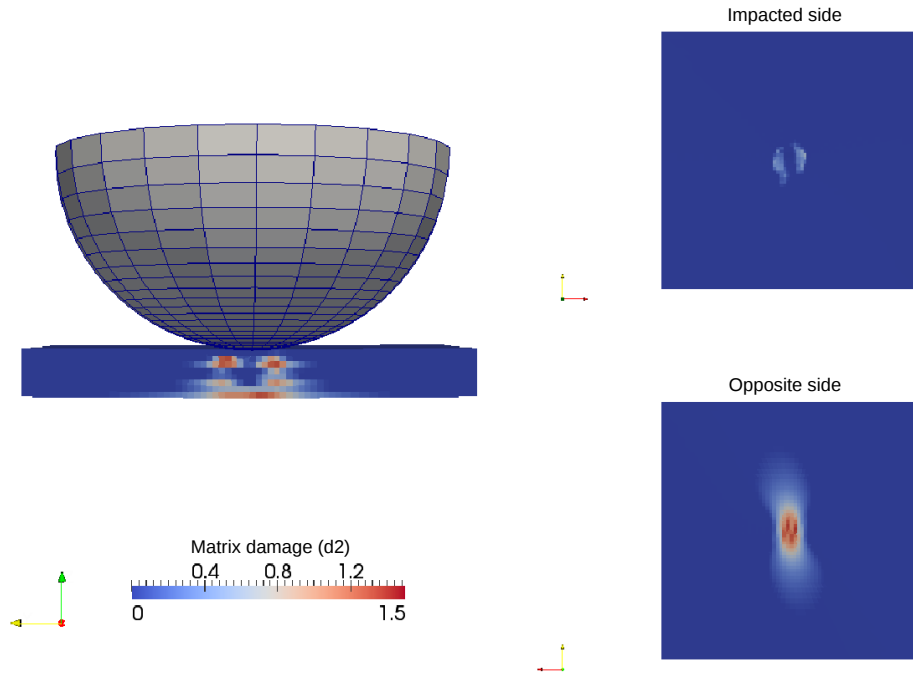 Impacted side
Opposite side
Matrix damage (d2)
0.4 0.8 1.2
0 1.5